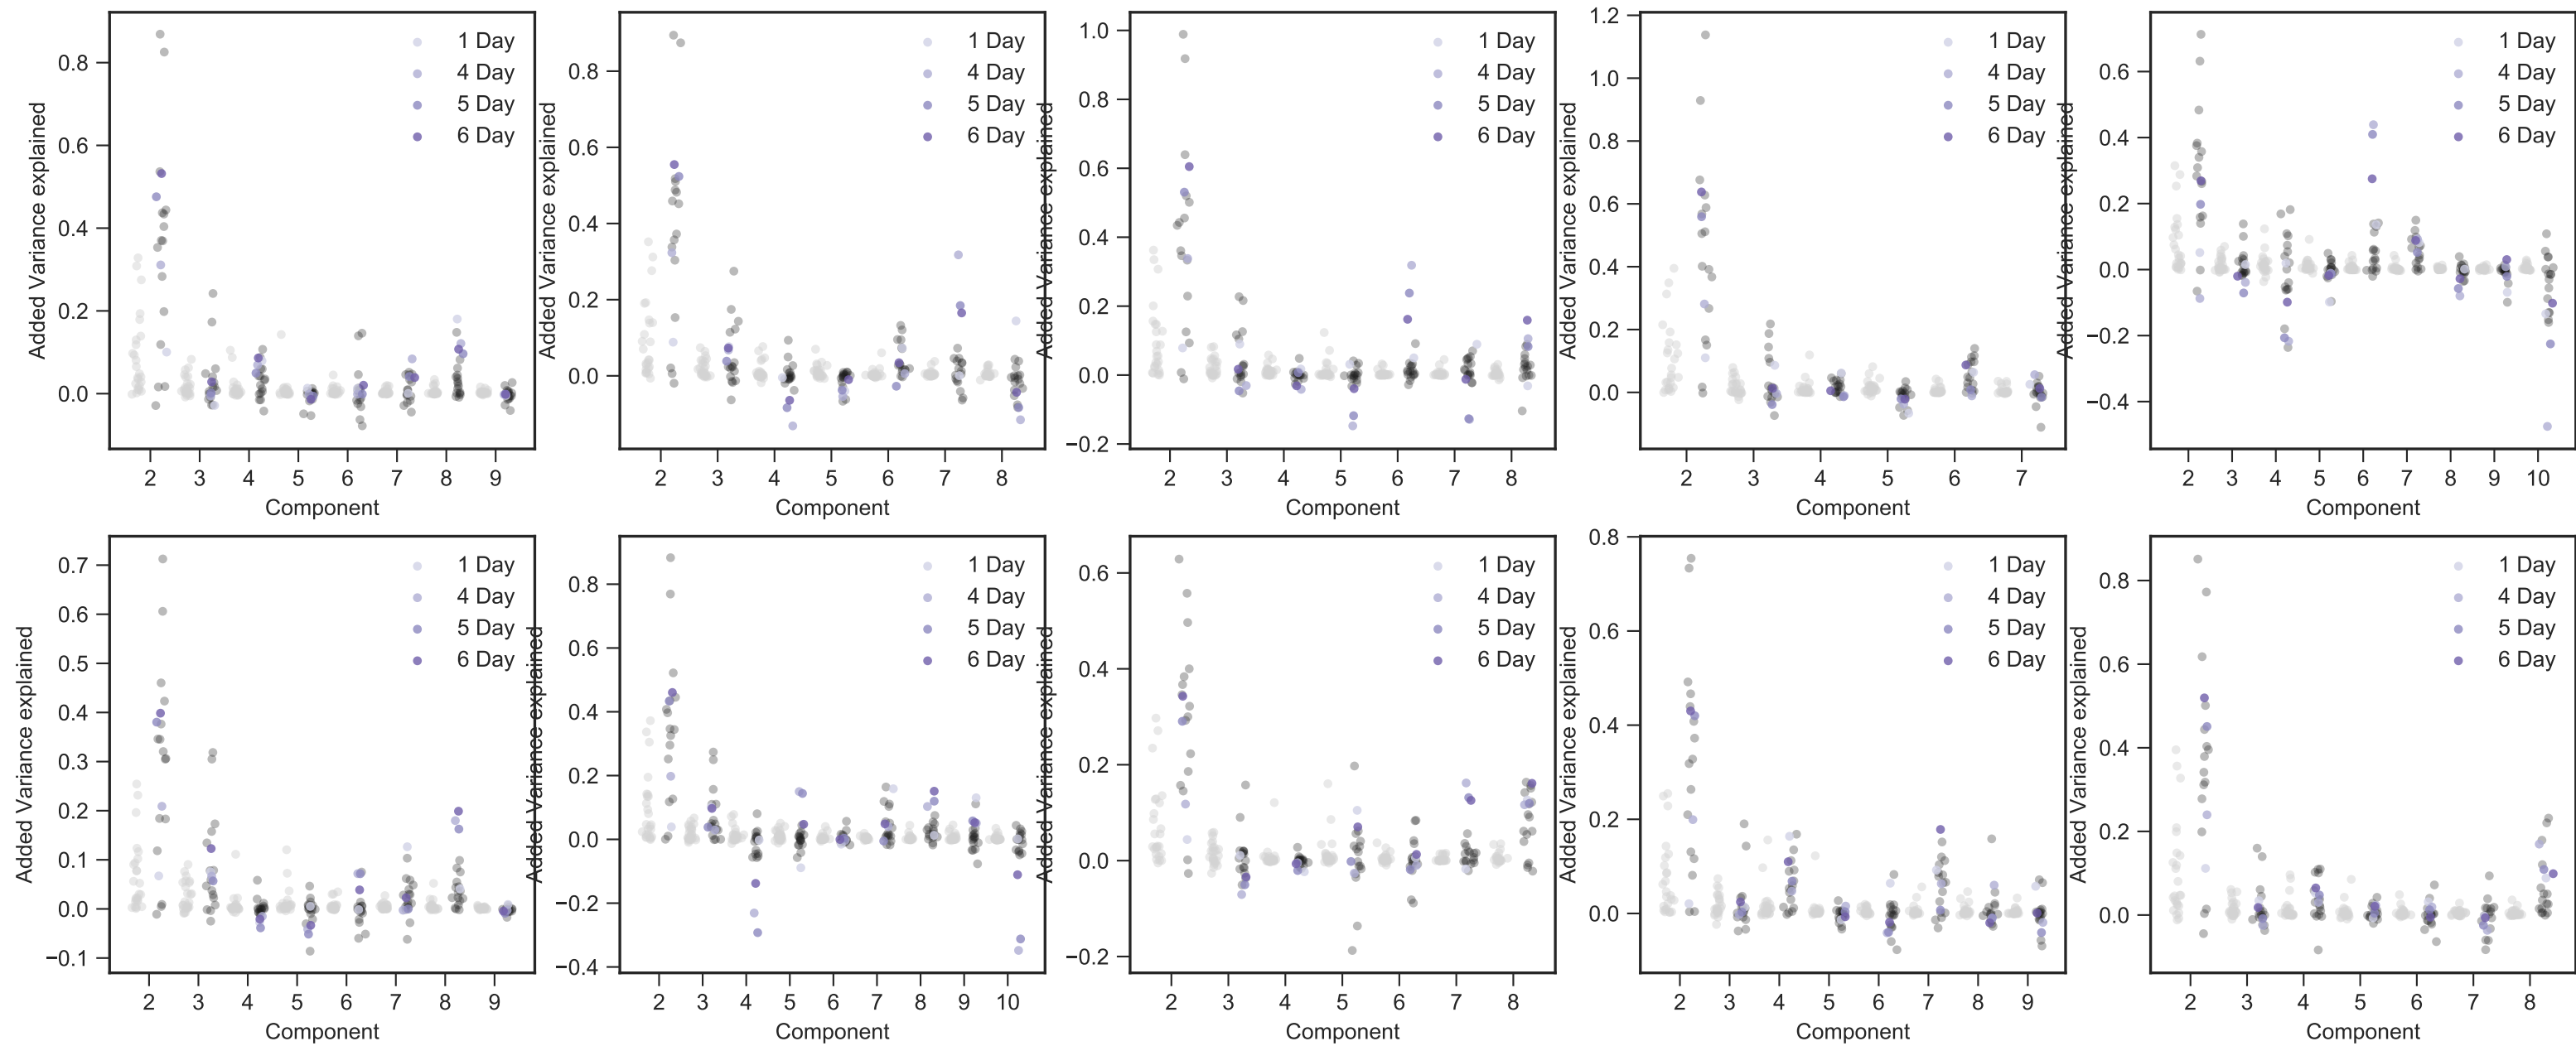 Added Variance explained
0.8
0.6
0.4
0.2
0.0
1 Day
4 Day
5 Day
6 Day
2 3 4 5 6 7 8 9
Component
Added Variance explained
0.8
0.6
0.4
0.2
0.0
1 Day
4 Day
5 Day
6 Day
2 3 4 5 6 7 8
Component
Added Variance explained
1.0
0.8
0.6
0.4
0.2
0.0
−0.2
1 Day
4 Day
5 Day
6 Day
2 3 4 5 6 7 8
Component
Added Variance explained
1.2
1.0
0.8
0.6
0.4
0.2
0.0
1 Day
4 Day
5 Day
6 Day
2 3 4 5 6 7
Component
Added Variance explained
0.6
0.4
0.2
0.0
−0.2
−0.4
1 Day
4 Day
5 Day
6 Day
2 3 4 5 6 7 8 9 10
Component
Added Variance explained
0.7
0.6
0.5
0.4
0.3
0.2
0.1
0.0
−0.1
1 Day
4 Day
5 Day
6 Day
2 3 4 5 6 7 8 9
Component
Added Variance explained
0.8
0.6
0.4
0.2
0.0
−0.2
−0.4
1 Day
4 Day
5 Day
6 Day
2 3 4 5 6 7 8 9 10
Component
Added Variance explained
0.6
0.4
0.2
0.0
−0.2
1 Day
4 Day
5 Day
6 Day
2 3 4 5 6 7 8
Component
Added Variance explained
0.8
0.6
0.4
0.2
0.0
1 Day
4 Day
5 Day
6 Day
2 3 4 5 6 7 8 9
Component
Added Variance explained
0.8
0.6
0.4
0.2
0.0
1 Day
4 Day
5 Day
6 Day
2 3 4 5 6 7 8
Component